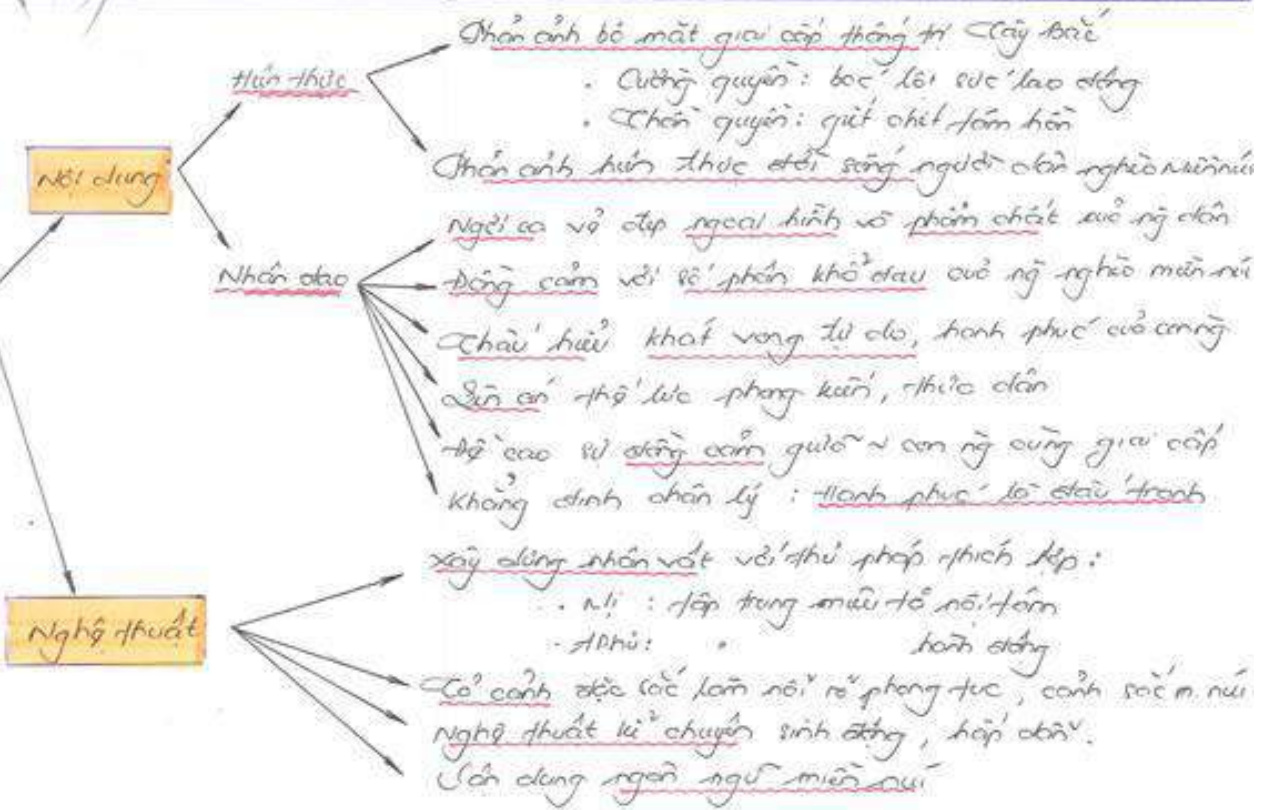 Nội dung
Hiện thực
Phản ánh bộ mặt giai cấp thống trị Tây Bắc
· Cường quyền: bóc lột sức lao động
· Thần quyền: giết chết tâm hồn
Phản ánh hiện thực đời sống người dân nghèo miền núi
Nhân đạo
Ngợi ca vẻ đẹp ngoại hình và phẩm chất của ng dân
Đồng cảm với số phận khổ đau của ng nghèo miền núi
Thấu hiểu khát vọng tự do, hạnh phúc của con ng
Lên án thế lực phong kiến, thực dân
Đề cao sự đồng cảm giữa ~ con ng cùng giai cấp
Khẳng định chân lý : Hạnh phúc là đấu tranh
Nghệ thuật
Xây dựng nhân vật với thủ pháp thích hợp:
· Mị : tập trung miêu tả nội tâm
· APhủ: " hành động
Tả cảnh đặc sắc làm nổi rõ phong tục, cảnh sắc m. núi
Nghệ thuật kể chuyện sinh động, hấp dẫn.
Vận dụng ngôn ngữ miền núi